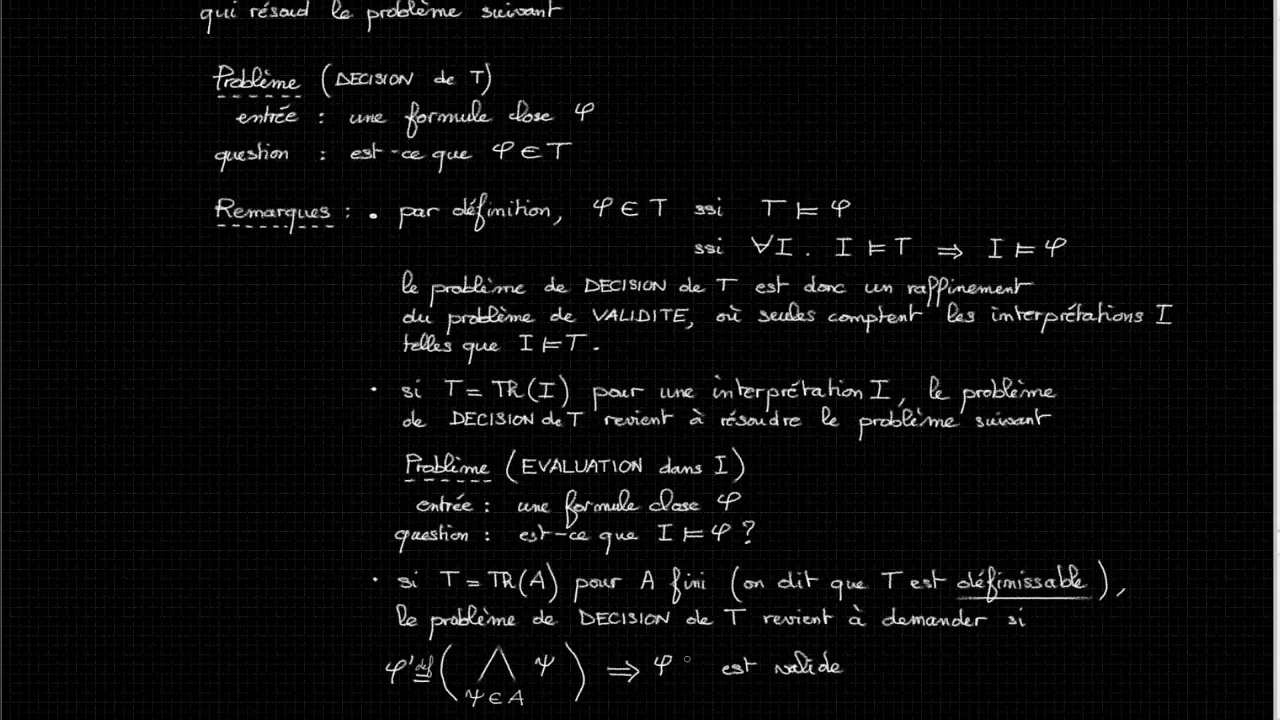 qui résoud le problème suivant
Problème (DECISION de T)
entrée : une formule close φ
question : est-ce que φ ∈ T
Remarques : • par définition, φ ∈ T ssi T ⊨ φ
ssi ∀I . I ⊨ T ⇒ I ⊨ φ
le problème de DECISION de T est donc un raffinement
du problème de VALIDITE, où seules comptent les interprétations I
telles que I ⊨ T .
• si T = Th(I) pour une interprétation I, le problème
de DECISION de T revient à résoudre le problème suivant
Problème (EVALUATION dans I)
entrée : une formule close φ
question : est-ce que I ⊨ φ ?
• si T = Th(A) pour A fini (on dit que T est définissable),
le problème de DECISION de T revient à demander si
φ' def= ( ⋀ ψ ) ⇒ φ est valide
ψ ∈ A